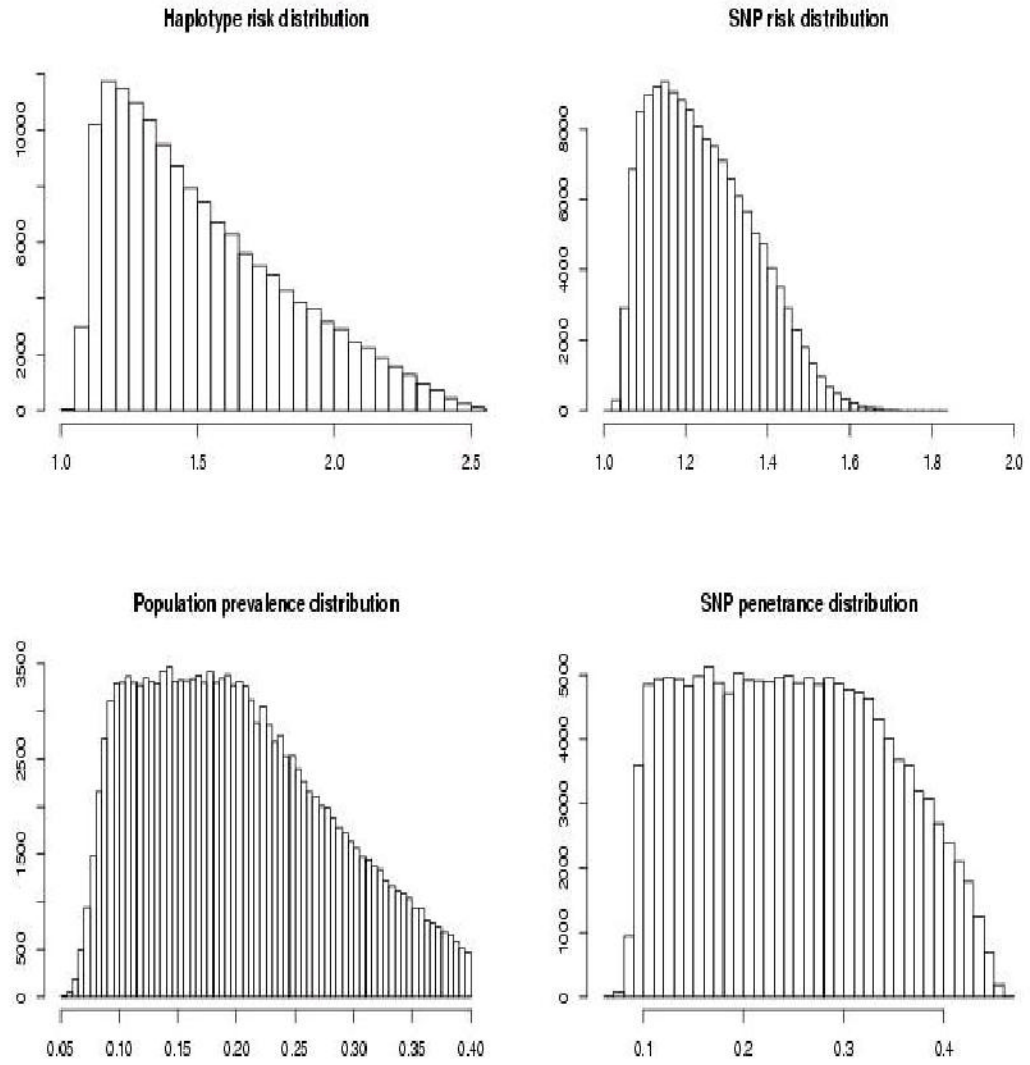 Haplotype risk distribution
SNP risk distribution
10000
6000
2000
0
1.0 1.5 2.0 2.5
8000
6000
4000
2000
0
1.0 1.2 1.4 1.6 1.8 2.0
Population prevalence distribution
SNP penetrance distribution
3500
2500
1500
500
0
0.05 0.10 0.15 0.20 0.25 0.30 0.35 0.40
5000
4000
3000
2000
1000
0
0.1 0.2 0.3 0.4